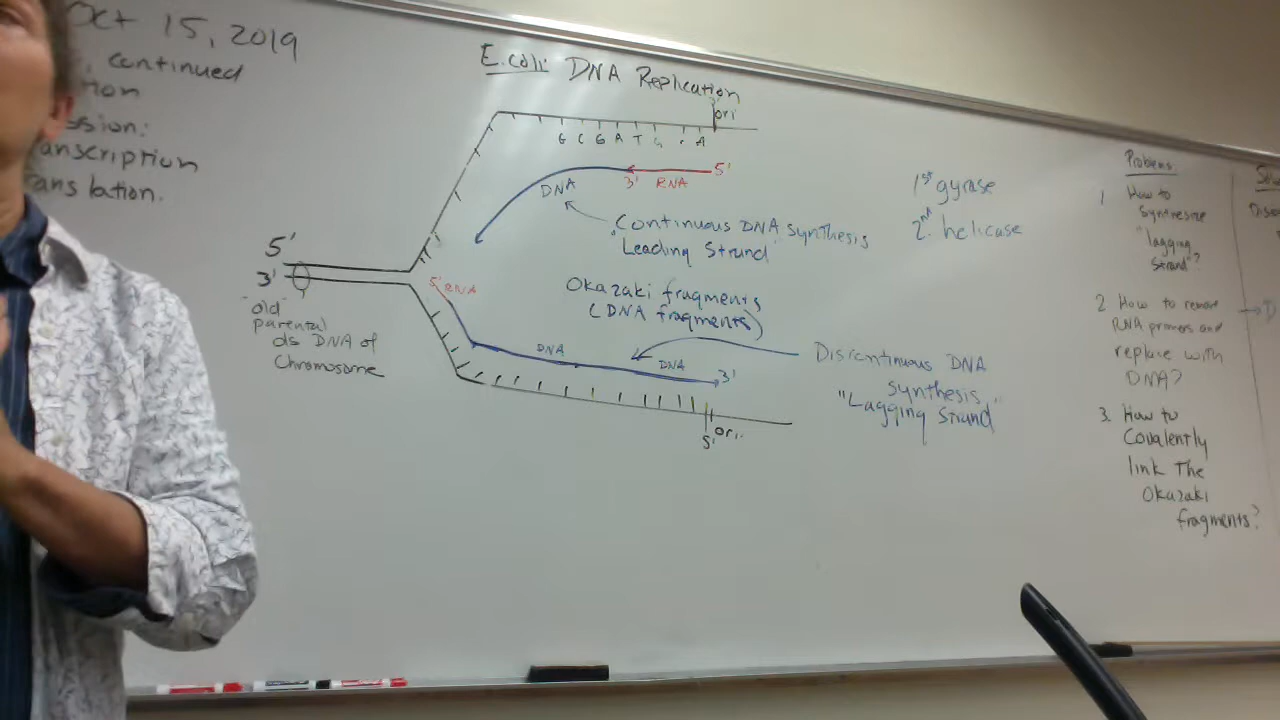 Oct 15, 2019
, continued
tion
ssion:
anscription
ranslation.
E.coli DNA Replication
ori
G C G A T G A
5'
3' RNA
DNA
Continuous DNA Synthesis
Leading Strand
1st gyrase
2nd helicase
5'
3'
"old"
parental
ds DNA of
Chromosome
5' RNA
Okazaki fragments
(DNA fragments)
DNA
DNA
3'
Discontinuous DNA
Synthesis
"Lagging Strand"
ori
5'
Problems
1 How to
Synthesize
"lagging
Strand"?
2 How to remove
RNA primers and
replace with
DNA?
3. How to
Covalently
link the
Okazaki
fragments?